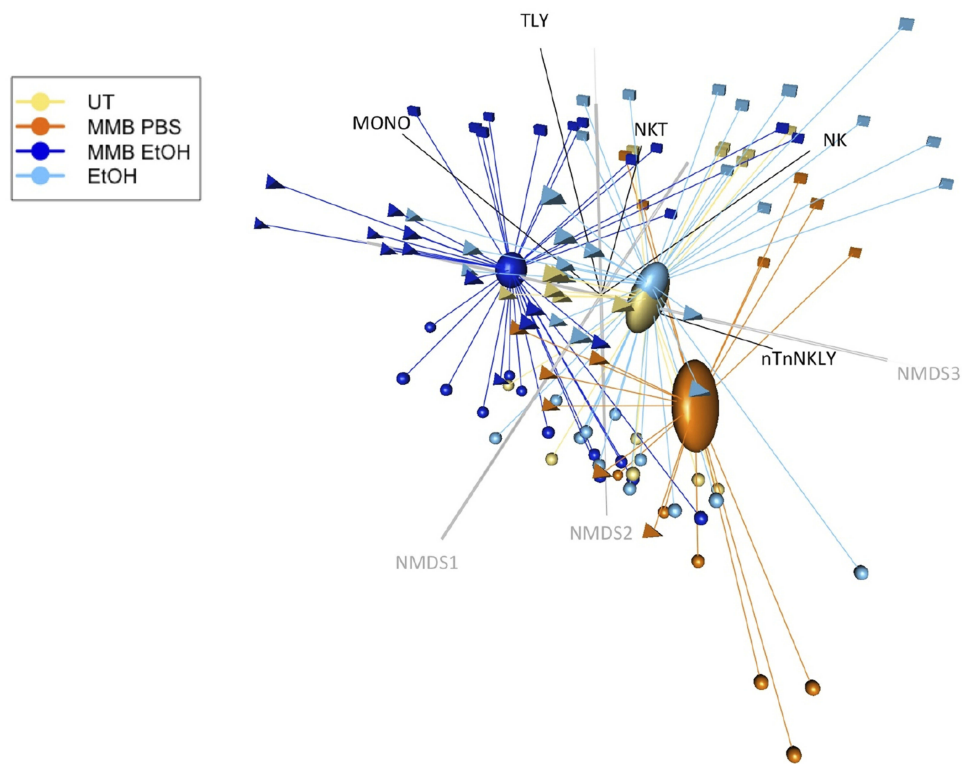 TLY
UT
MMB PBS
MMB EtOH
EtOH
MONO
NKT
NK
nTnNKLY
NMDS3
NMDS2
NMDS1